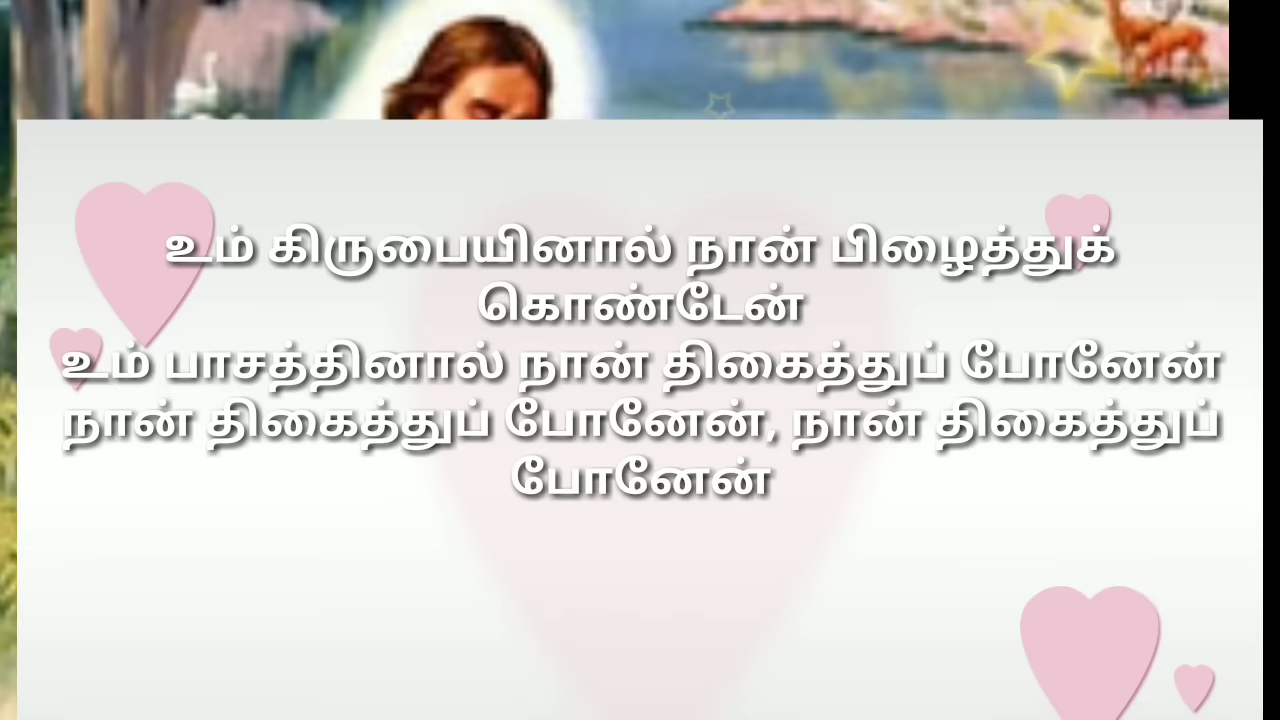 உம் கிருபையினால் நான் பிழைத்துக்
கொண்டேன்
உம் பாசத்தினால் நான் திகைத்துப் போனேன்
நான் திகைத்துப் போனேன், நான் திகைத்துப்
போனேன்